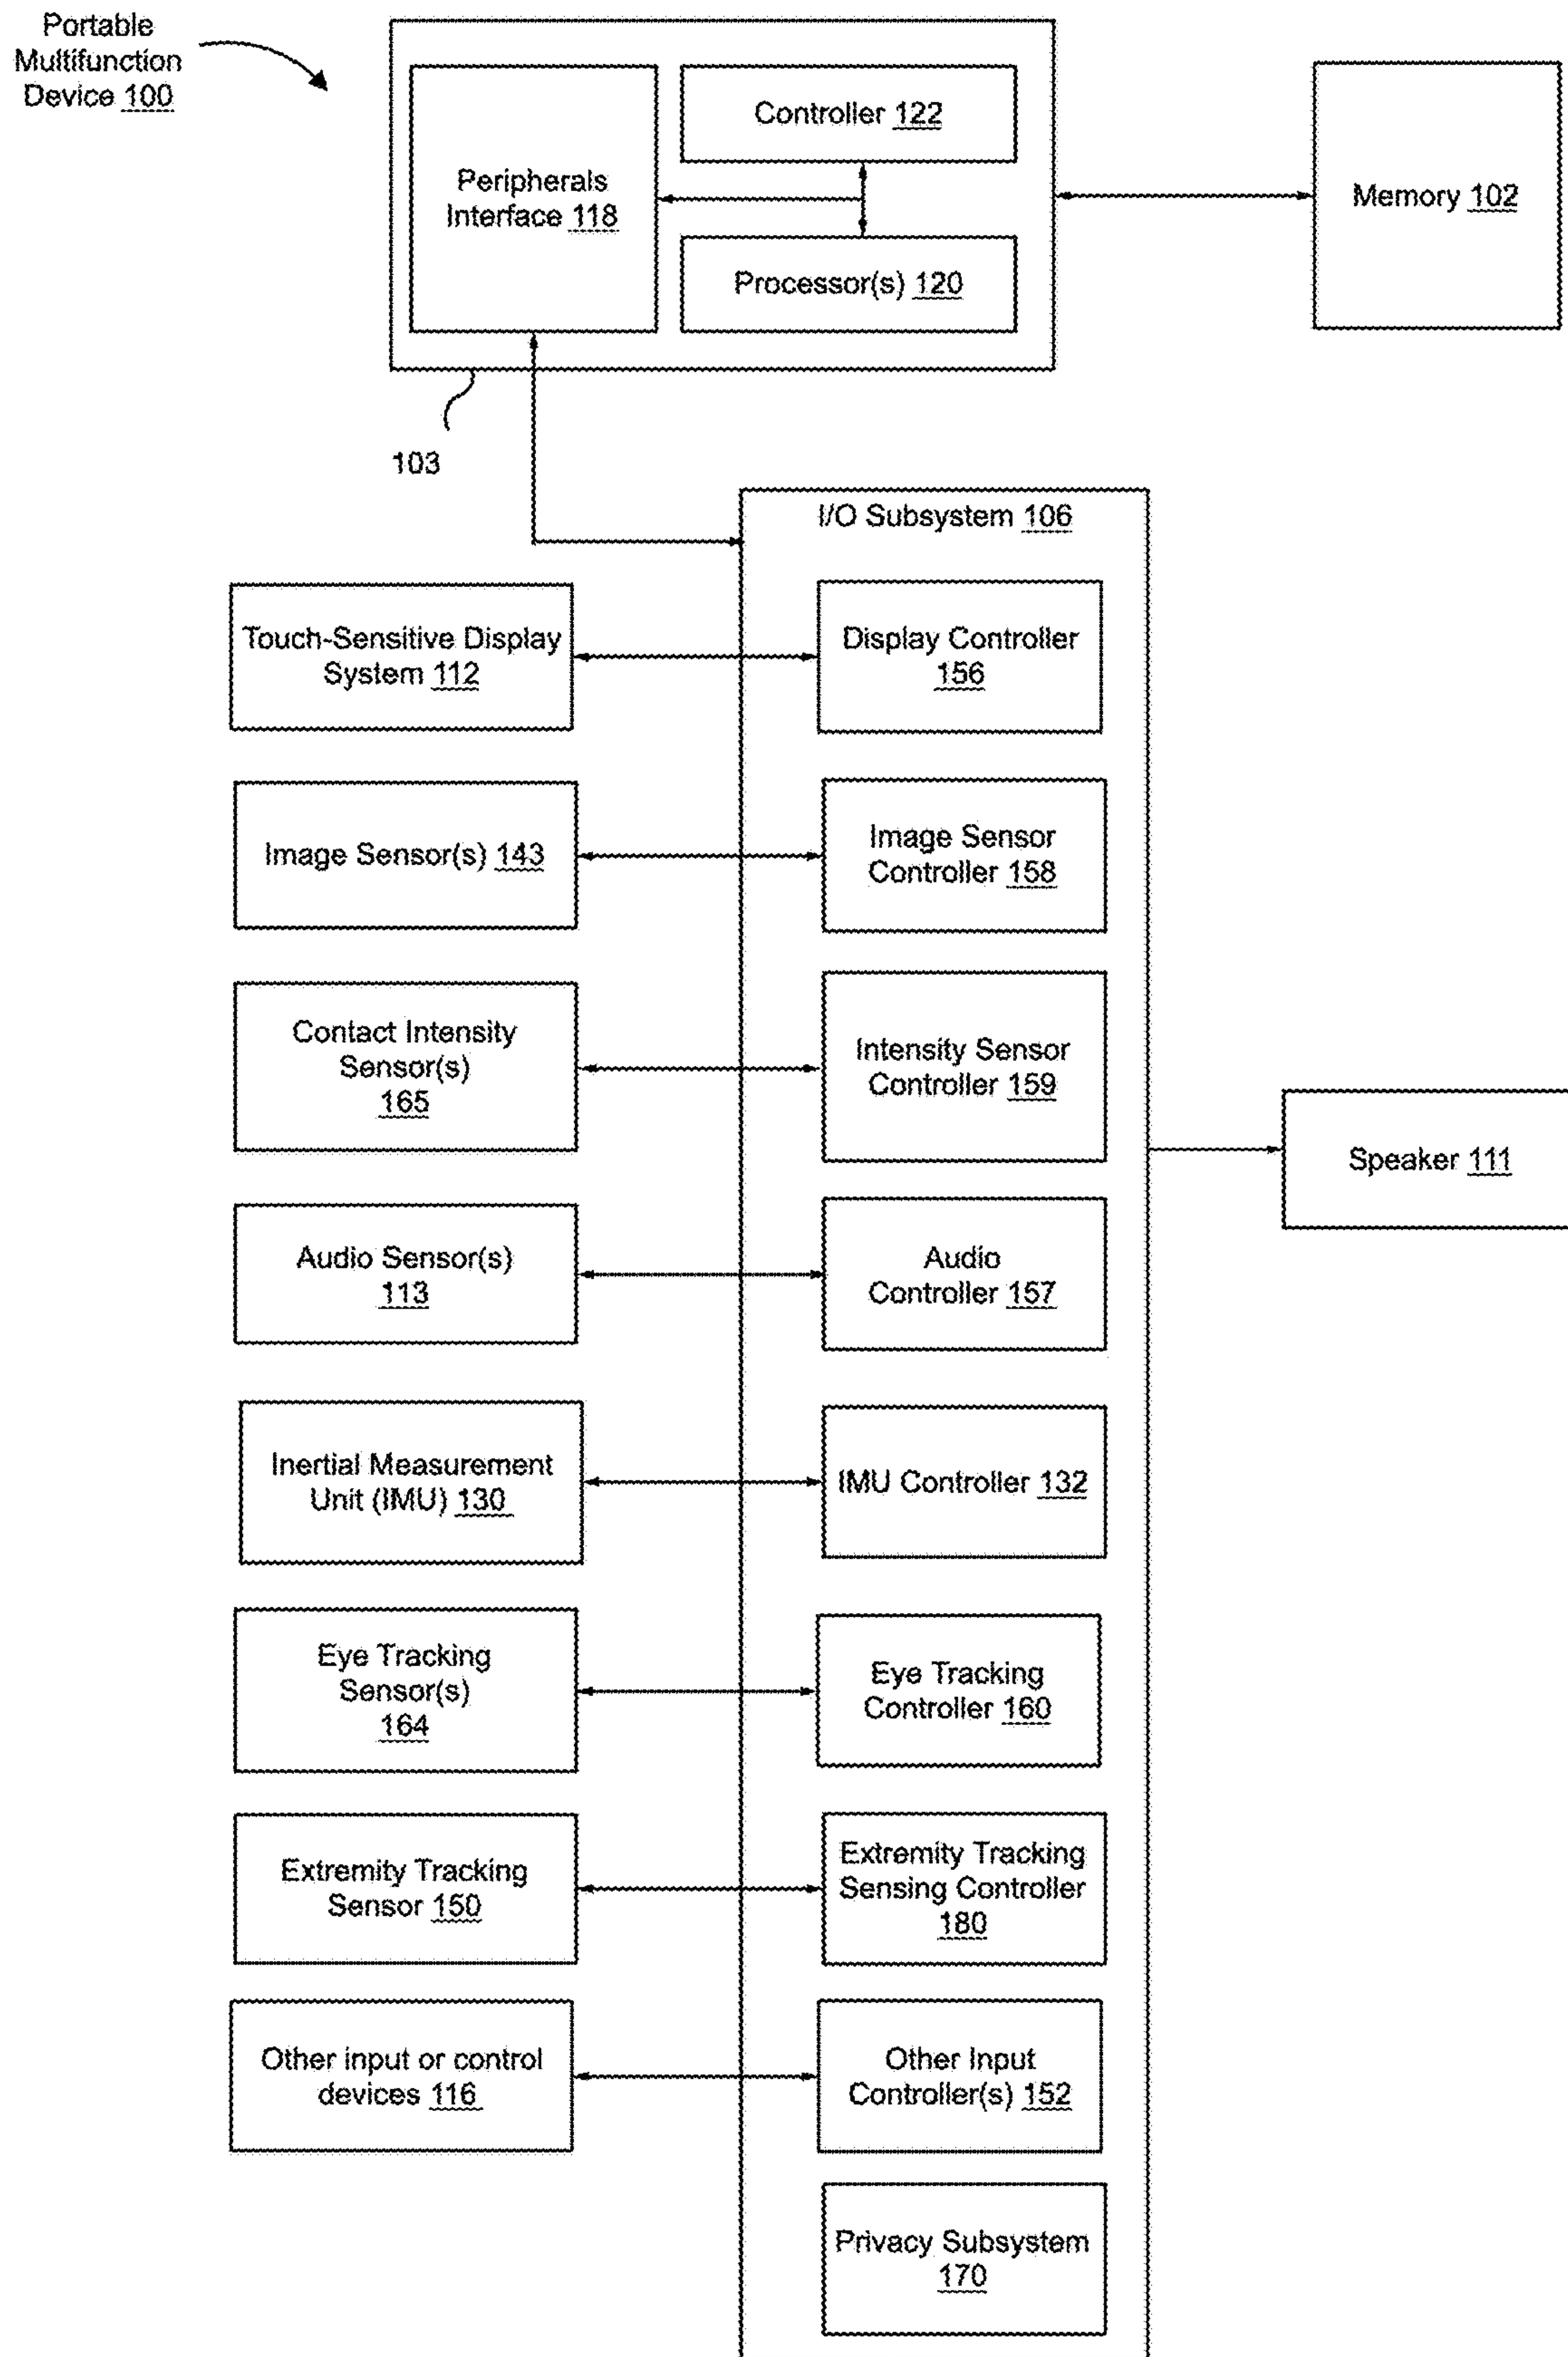 Portable
Multifunction
Device 100
Controller 122
Peripherals
Interface 118
Processor(s) 120
Memory 102
103
I/O Subsystem 106
Touch-Sensitive Display
System 112
Display Controller
156
Image Sensor(s) 143
Image Sensor
Controller 158
Contact Intensity
Sensor(s)
165
Intensity Sensor
Controller 159
Speaker 111
Audio Sensor(s)
113
Audio
Controller 157
Inertial Measurement
Unit (IMU) 130
IMU Controller 132
Eye Tracking
Sensor(s)
164
Eye Tracking
Controller 160
Extremity Tracking
Sensor 150
Extremity Tracking
Sensing Controller
180
Other input or control
devices 116
Other Input
Controller(s) 152
Privacy Subsystem
170